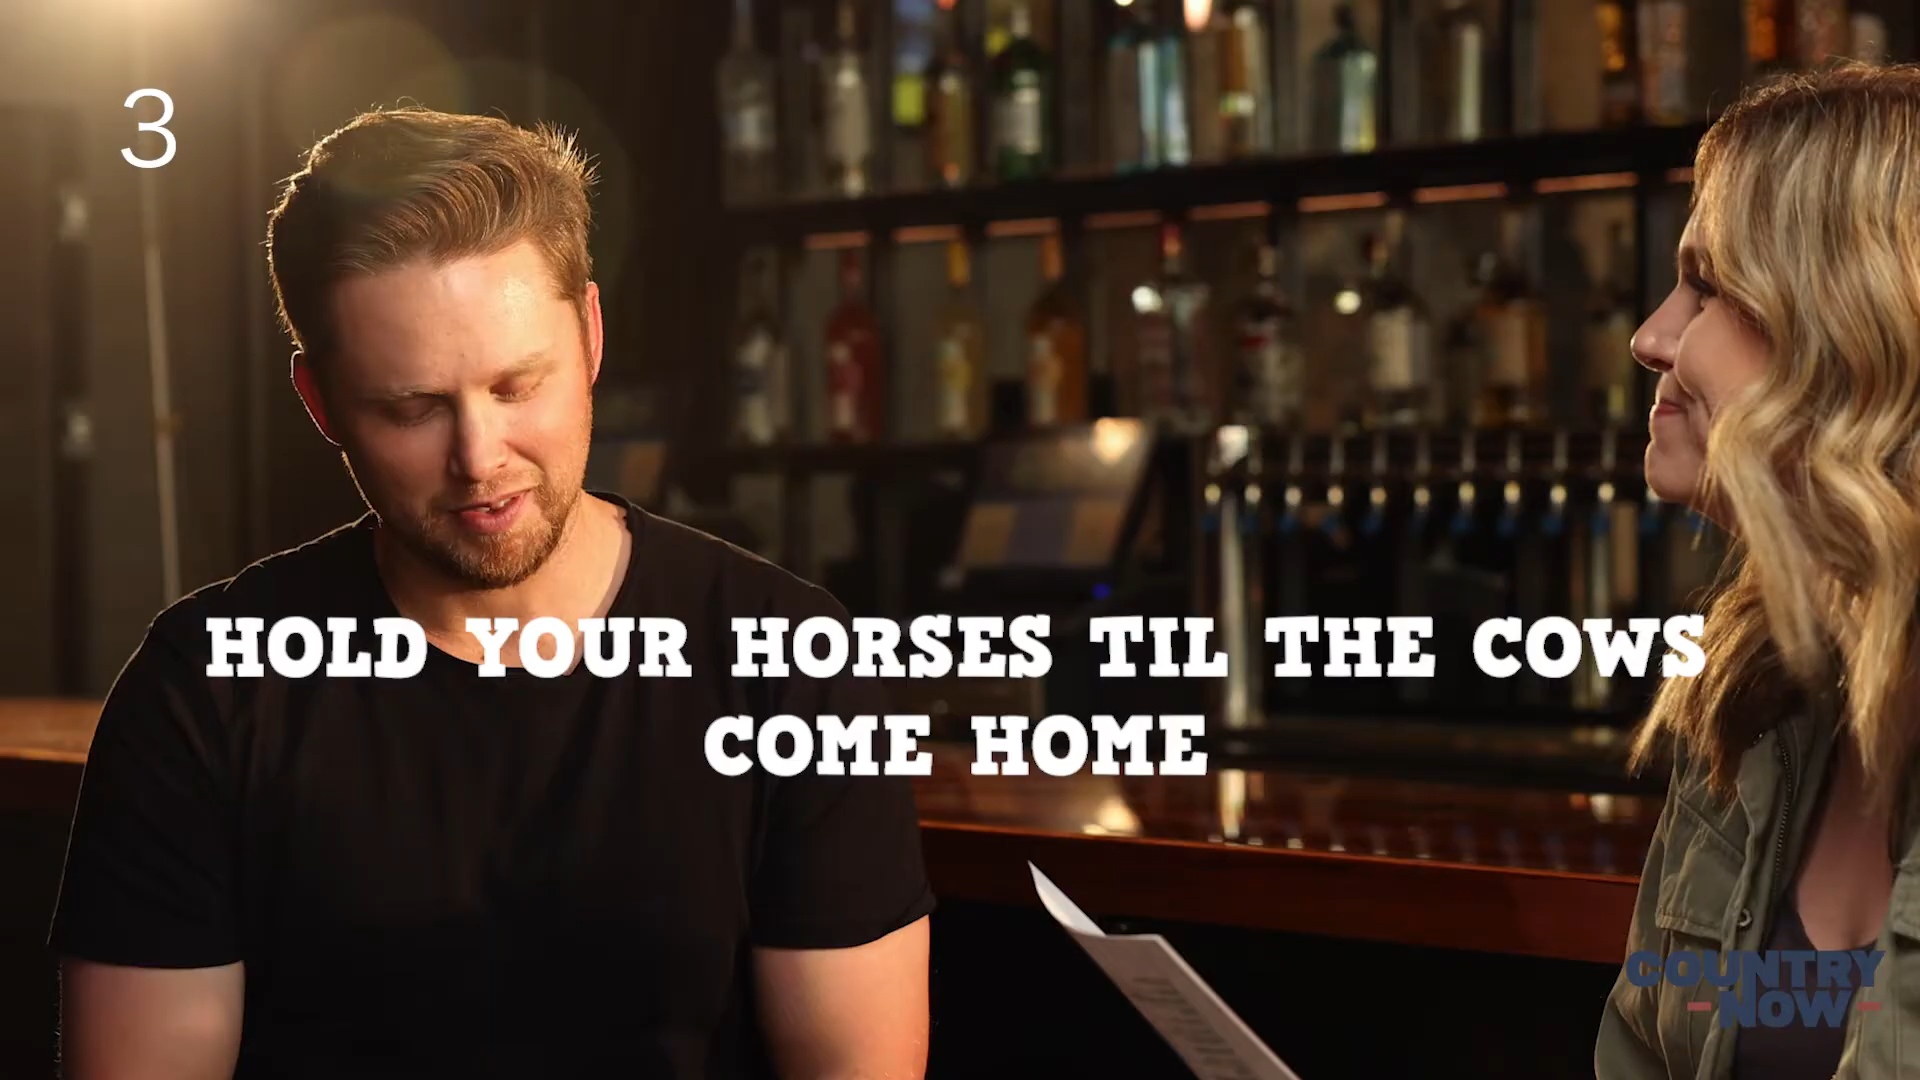 3
HOLD YOUR HORSES TIL THE COWS
COME HOME
COUNTRY
NOW